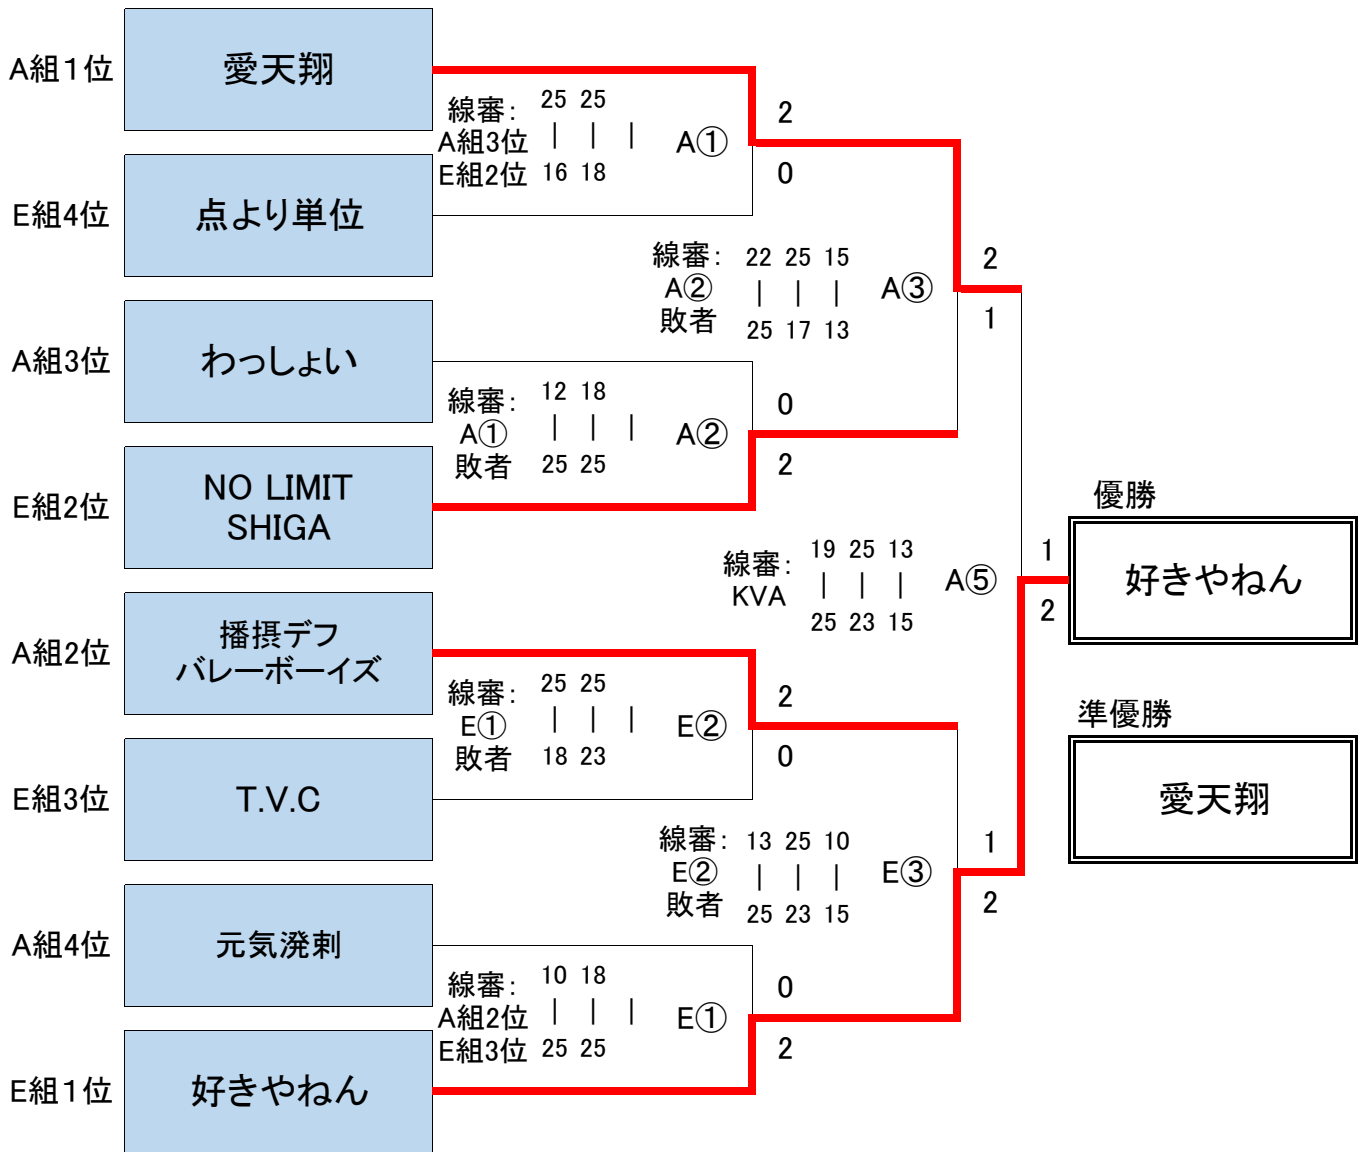 A組１位
愛天翔
線審：
A組3位
E組2位
25 25
| | |
16 18
A①
2
0
E組4位
点より単位
線審：
A②
敗者
22 25 15
| | |
25 17 13
A③
2
1
A組3位
わっしょい
線審：
A①
敗者
12 18
| | |
25 25
A②
0
2
E組2位
NO LIMIT
SHIGA
線審：
KVA
19 25 13
| | |
25 23 15
A⑤
1
2
優勝
好きやねん
A組2位
播摂デフ
バレーボーイズ
線審：
E①
敗者
25 25
| | |
18 23
E②
2
0
準優勝
愛天翔
E組3位
T.V.C
線審：
E②
敗者
13 25 10
| | |
25 23 15
E③
1
2
A組4位
元気溌剌
線審：
A組2位
E組3位
10 18
| | |
25 25
E①
0
2
E組１位
好きやねん